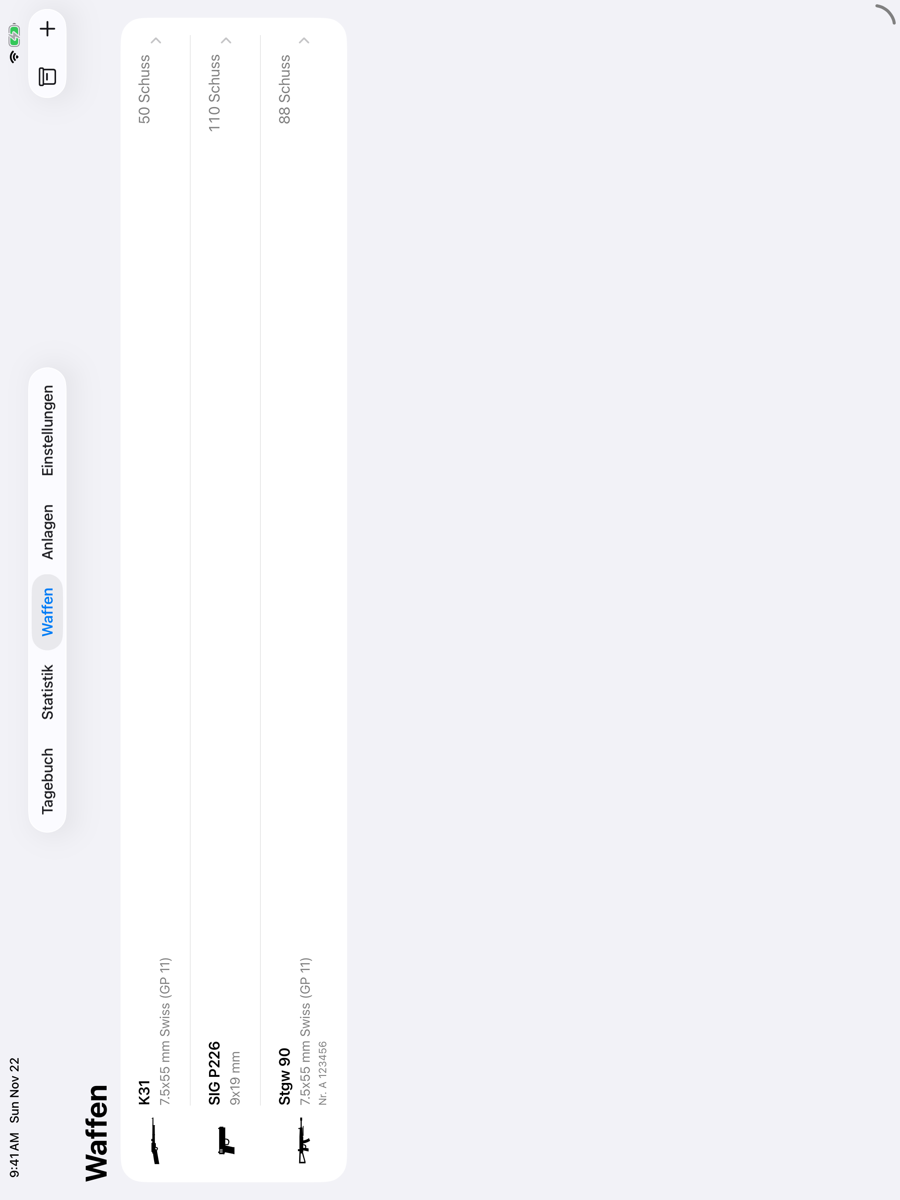 9:41 AM Sun Nov 22
Tagebuch Statistik Waffen Anlagen Einstellungen
Waffen
K31
7.5x55 mm Swiss (GP 11)
50 Schuss
SIG P226
9x19 mm
110 Schuss
Stgw 90
7.5x55 mm Swiss (GP 11)
Nr. A 123456
88 Schuss